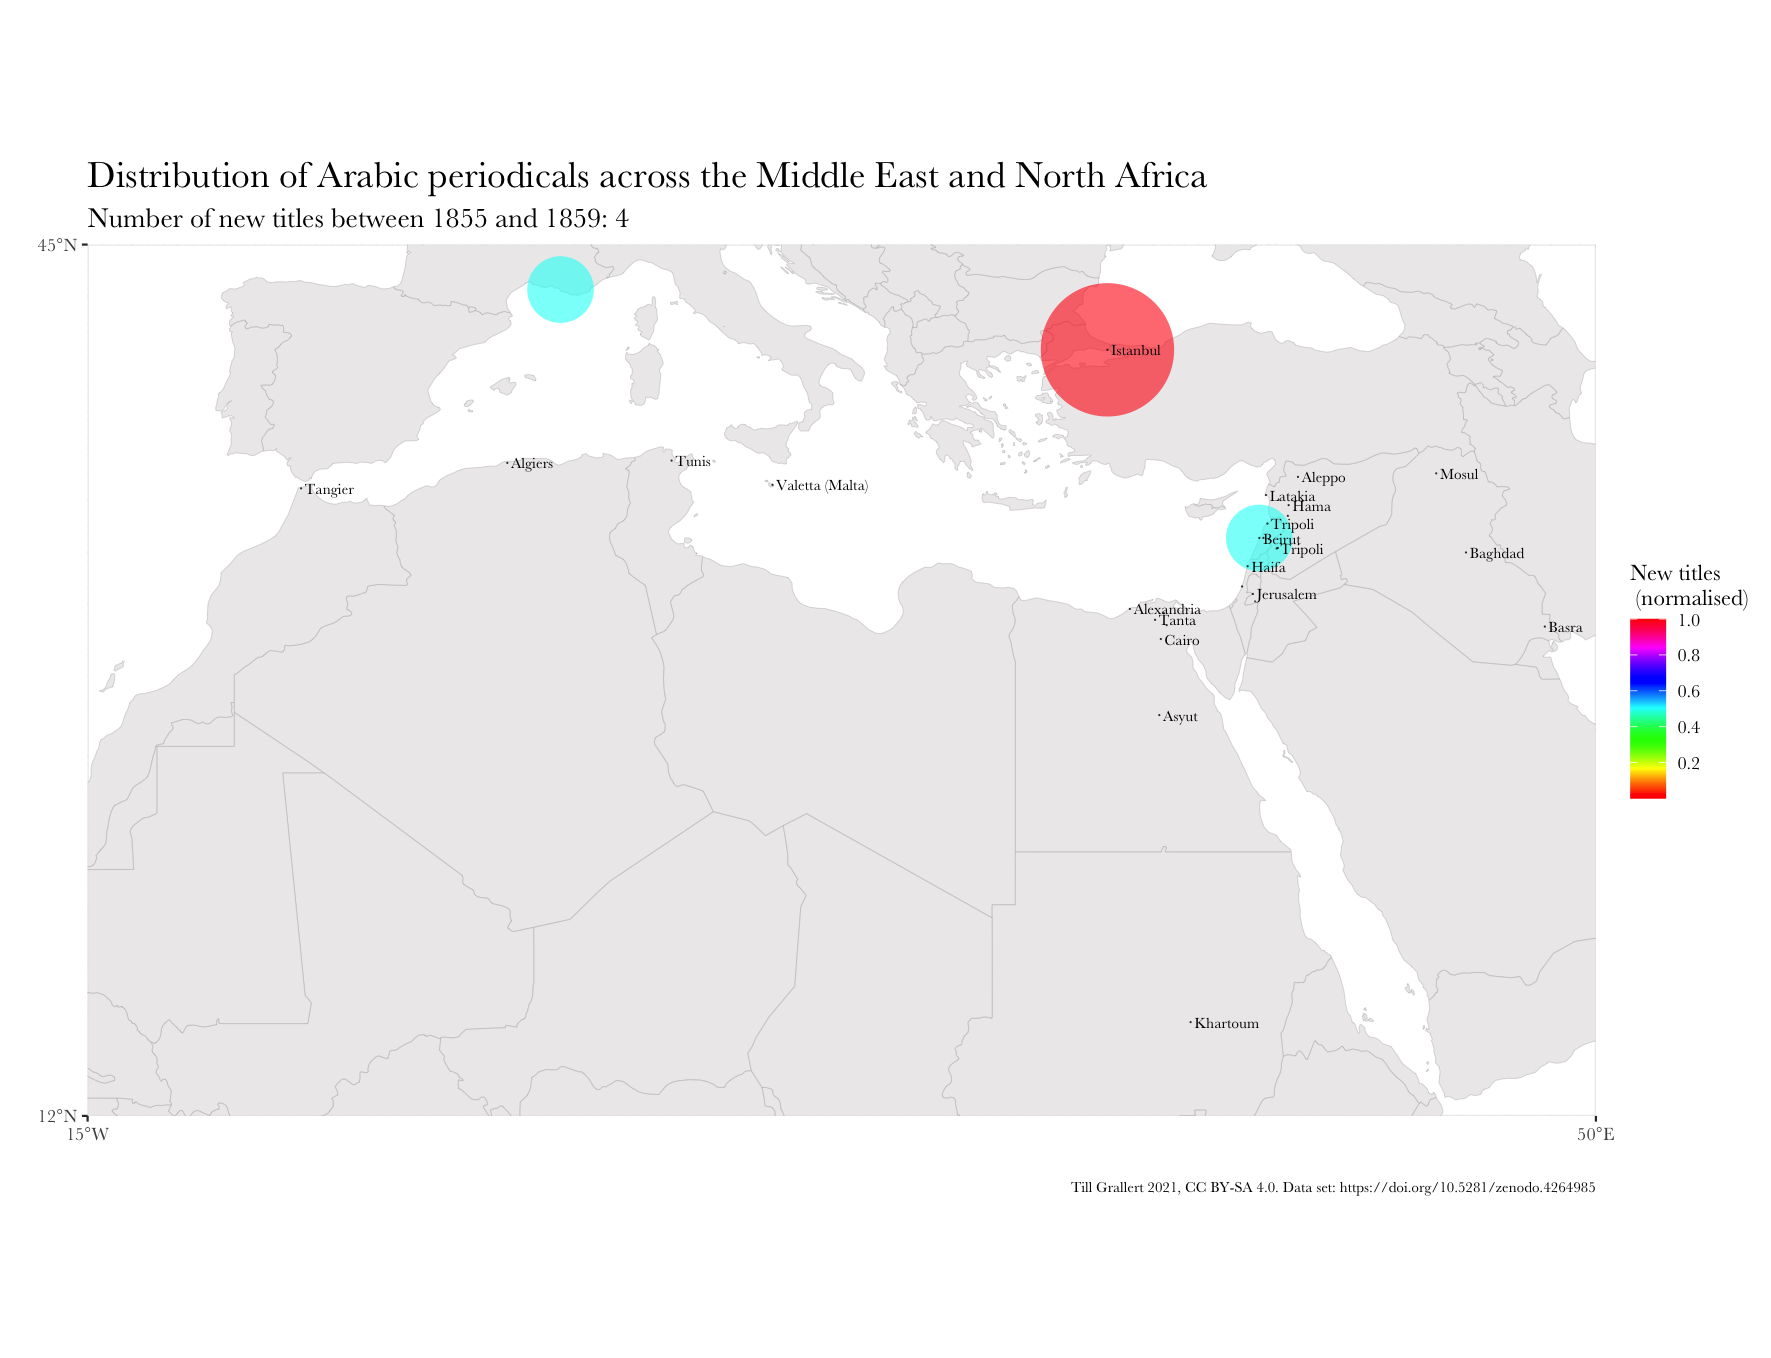 Distribution of Arabic periodicals across the Middle East and North Africa
Number of new titles between 1855 and 1859: 4
45°N
Istanbul
Algiers
Tunis
Tangier
Valetta (Malta)
Aleppo
Mosul
Latakia
Hama
Tripoli
Beirut
Tripoli
Baghdad
Haifa
Jerusalem
Alexandria
Tanta
Cairo
Basra
Asyut
Khartoum
New titles
(normalised)
1.0
0.8
0.6
0.4
0.2
12°N
15°W
50°E
Till Grallert 2021, CC BY-SA 4.0. Data set: https://doi.org/10.5281/zenodo.4264985